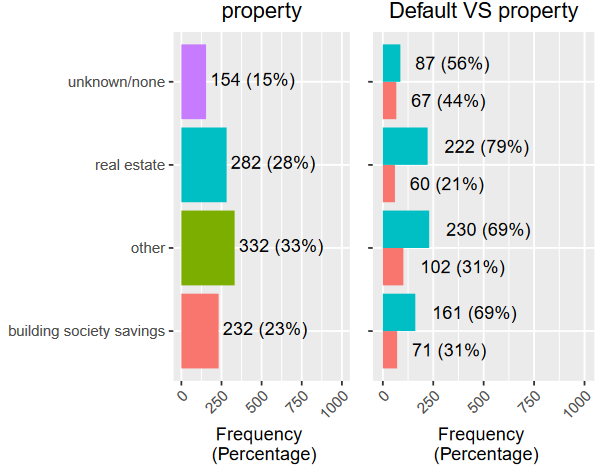 property
unknown/none
154 (15%)
real estate
282 (28%)
other
332 (33%)
building society savings
232 (23%)
0
250
500
750
1000
Frequency
(Percentage)
Default VS property
87 (56%)
67 (44%)
222 (79%)
60 (21%)
230 (69%)
102 (31%)
161 (69%)
71 (31%)
0
250
500
750
1000
Frequency
(Percentage)